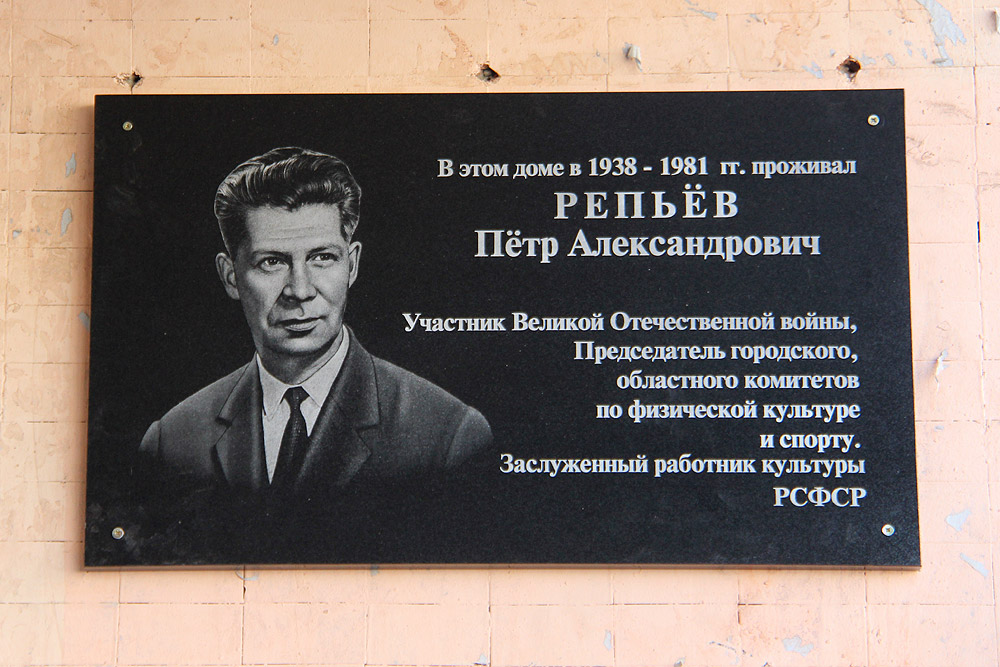 В этом доме в 1938 - 1981 гг. проживал
РЕПЬЁВ
Пётр Александрович
Участник Великой Отечественной войны,
Председатель городского,
областного комитетов
по физической культуре
и спорту.
Заслуженный работник культуры
РСФСР